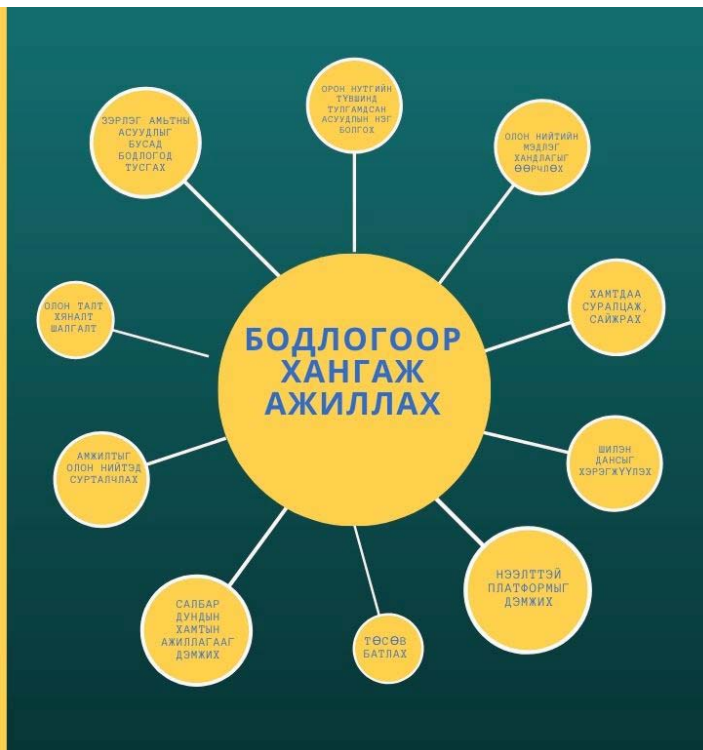 ОРОН НУТГИЙН
ТҮВШИНД
ТУЛГАМДСАН
АСУУДЛЫН НЭГ
БОЛГОХ
ЗЭРЛЭГ АМЬТНЫ
АСУУДЛЫГ
БУСАД
БОДЛОГОД
ТУСГАХ
ОЛОН НИЙТИЙН
МЭДЛЭГ
ХАНДЛАГЫГ
ӨӨРЧЛӨХ
ОЛОН ТАЛТ
ХЯНАЛТ
ШАЛГАЛТ
ХАМТДАА
СУРАЛЦАЖ,
САЙЖРАХ
БОДЛОГООР
ХАНГАЖ
АЖИЛЛАХ
АМЖИЛТЫГ
ОЛОН НИЙТЭД
СУРТАЛЧЛАХ
ШИЛЭН
ДАНСЫГ
ХЭРЭГЖҮҮЛЭХ
НЭЭЛТТЭЙ
ПЛАТФОРМЫГ
ДЭМЖИХ
САЛБАР
ДУНДЫН
ХАМТЫН
АЖИЛЛАГААГ
ДЭМЖИХ
ТӨСӨВ
БАТЛАХ